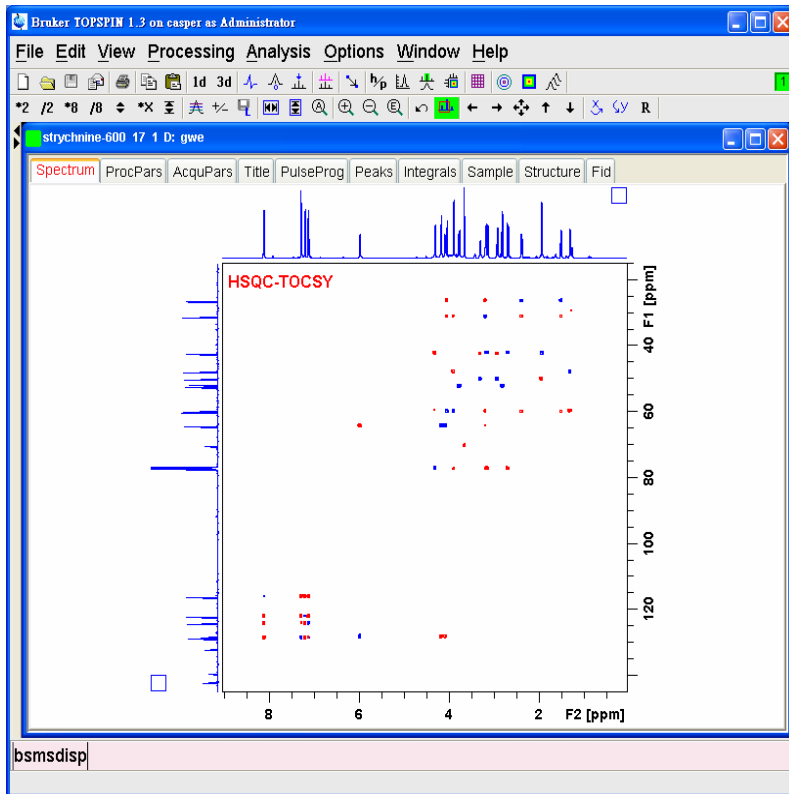 Bruker TOPSPIN 1.3 on casper as Administrator
File Edit View Processing Analysis Options Window Help
1d 3d h/p 1
*2 /2 *8 /8 *X +/- R
strychnine-600 17 1 D: gwe
Spectrum ProcPars AcquPars Title PulseProg Peaks Integrals Sample Structure Fid
HSQC-TOCSY
F1 [ppm]
40
60
80
100
120
8 6 4 2 F2 [ppm]
bsmsdisp